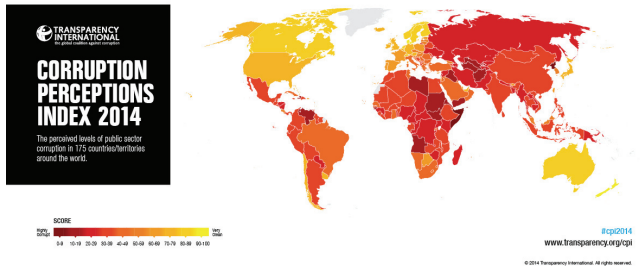 TRANSPARENCY
INTERNATIONAL
the global coalition against corruption
CORRUPTION
PERCEPTIONS
INDEX 2014
The perceived levels of public sector
corruption in 175 countries/territories
around the world.
SCORE
Highly
Corrupt
0-9 10-19 20-29 30-39 40-49 50-59 60-69 70-79 80-89 90-100
Very
Clean
#cpi2014
www.transparency.org/cpi
© 2014 Transparency International. All rights reserved.